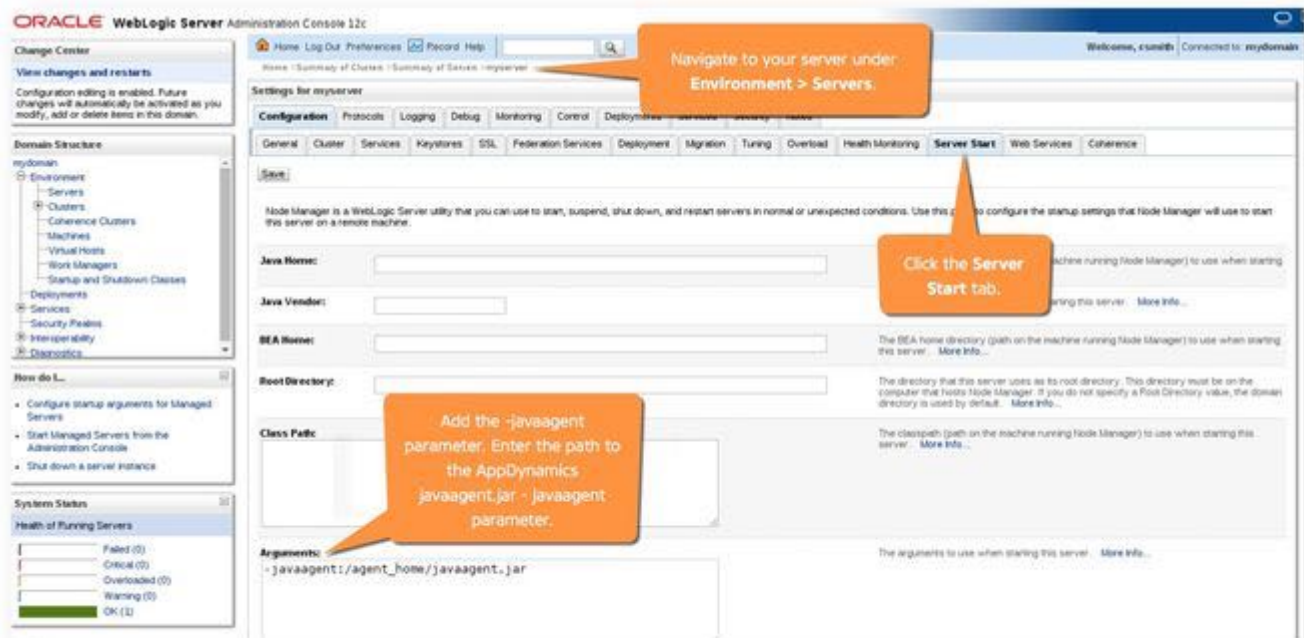 ORACLE WebLogic Server Administration Console 12c
Change Center
View changes and restarts
Configuration editing is enabled. Future
changes will automatically be activated as you
modify, add or delete items in this domain.
Domain Structure
mydomain
Environment
Servers
Clusters
Coherence Clusters
Machines
Virtual Hosts
Work Managers
Startup and Shutdown Classes
Deployments
Services
Security Realms
Interoperability
Diagnostics
How do I...
Configure startup arguments for Managed
Servers
Start Managed Servers from the
Administration Console
Shut down a server instance
System Status
Health of Running Servers
Failed (0)
Critical (0)
Overloaded (0)
Warning (0)
OK (1)
Home Log Out Preferences Record Help
Welcome, csmith Connected to: mydomain
Home >Summary of Clusters >Summary of Servers >myserver
Navigate to your server under
Environment > Servers.
Settings for myserver
Configuration Protocols Logging Debug Monitoring Control Deployments Services Security Notes
General Cluster Services Keystores SSL Federation Services Deployment Migration Tuning Overload Health Monitoring Server Start Web Services Coherence
Save
Node Manager is a WebLogic Server utility that you can use to start, suspend, shut down, and restart servers in normal or unexpected conditions. Use this to configure the startup settings that Node Manager will use to start
this server on a remote machine.
Click the Server
Start tab.
Java Home:
machine running Node Manager) to use when starting
Java Vendor:
starting this server. More Info...
BEA Home:
The BEA home directory (path on the machine running Node Manager) to use when starting
this server. More Info...
Root Directory:
The directory that this server uses as its root directory. This directory must be on the
computer that hosts Node Manager. If you do not specify a Root Directory value, the domain
directory is used by default. More Info...
Class Path:
The classpath (path on the machine running Node Manager) to use when starting this
server. More Info...
Add the -javaagent
parameter. Enter the path to
the AppDynamics
javaagent.jar - javaagent
parameter.
Arguments:
The arguments to use when starting this server. More Info...
-javaagent:/agent_home/javaagent.jar